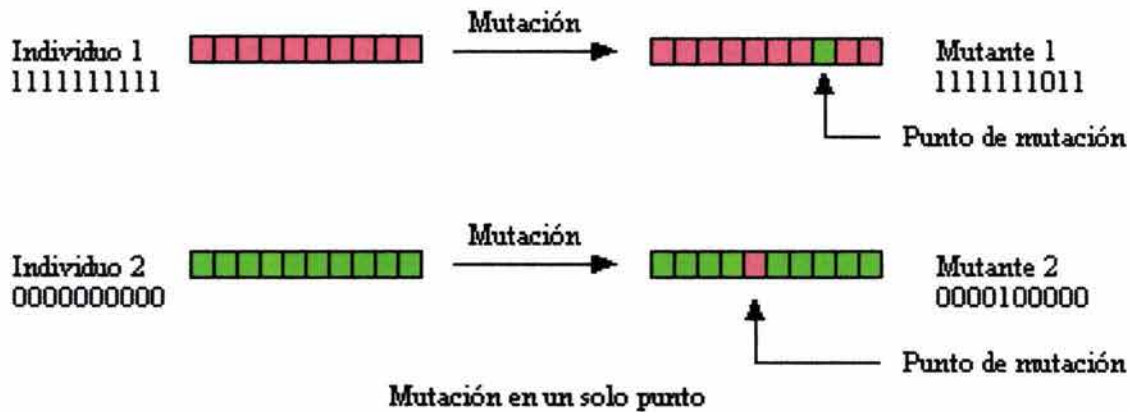 Mutación
Individuo 1
1111111111
Mutante 1
1111111011
Punto de mutación
Mutación
Individuo 2
0000000000
Mutante 2
0000100000
Punto de mutación
Mutación en un solo punto